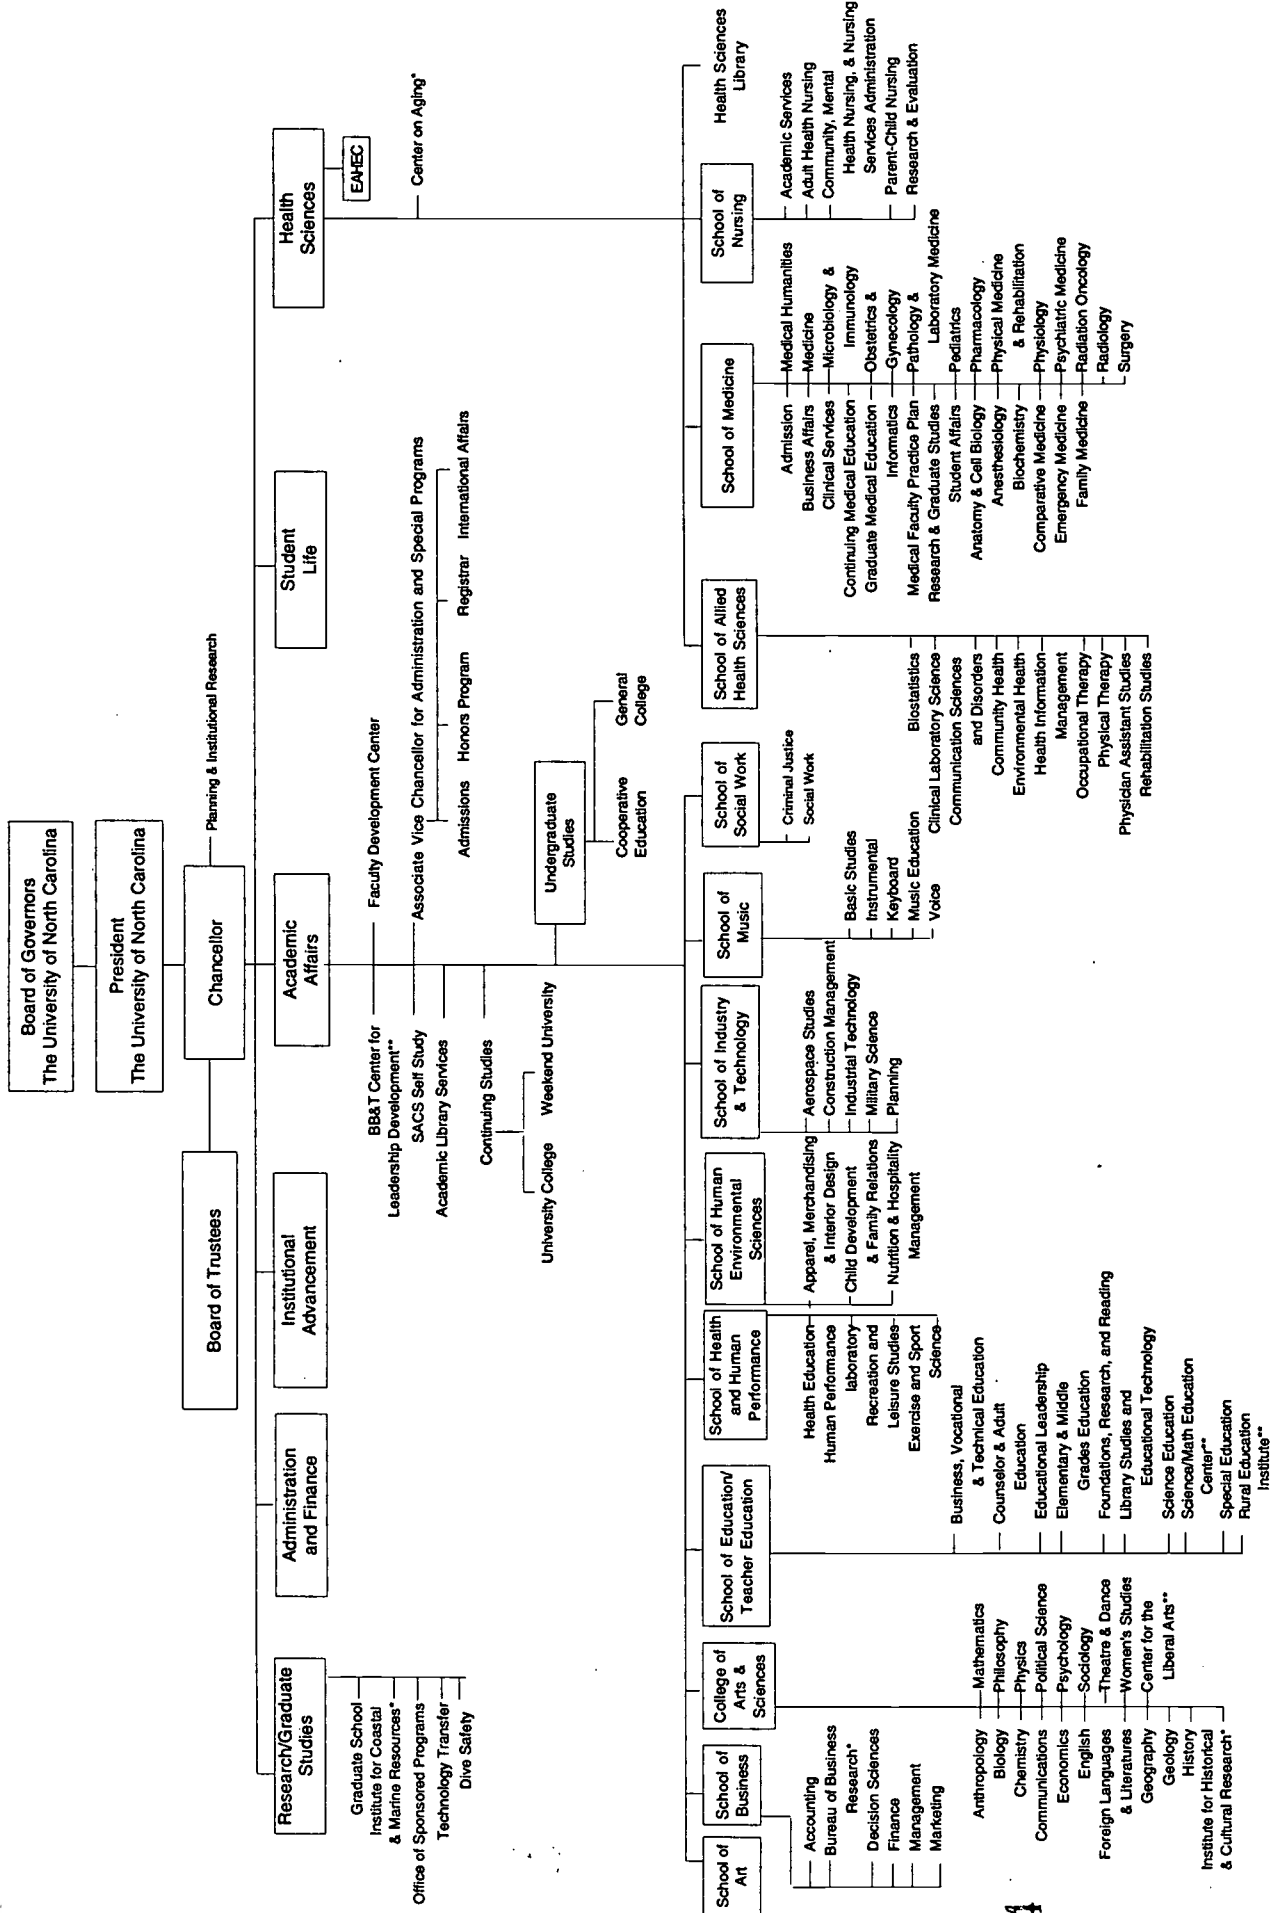 Board of Governors
The University of North Carolina
President
The University of North Carolina
Board of Trustees
Chancellor
Planning & Institutional Research
Research/Graduate
Studies
Administration
and Finance
Institutional
Advancement
Academic
Affairs
Student
Life
Health
Sciences
EAHEC
Center on Aging*
Graduate School
Institute for Coastal
& Marine Resources*
Office of Sponsored Programs
Technology Transfer
Dive Safety
BB&T Center for
Leadership Development**
SACS Self Study
Academic Library Services
Continuing Studies
University College
Weekend University
Faculty Development Center
Associate Vice Chancellor for Administration and Special Programs
Admissions
Honors Program
Registrar
International Affairs
Undergraduate
Studies
Cooperative
Education
General
College
School of
Art
School of
Business
Accounting
Bureau of Business
Research*
Decision Sciences
Finance
Management
Marketing
College of
Arts &
Sciences
Anthropology
Biology
Chemistry
Communications
Economics
English
Foreign Languages
& Literatures
Geography
Geology
History
Institute for Historical
& Cultural Research*
Mathematics
Philosophy
Physics
Political Science
Psychology
Sociology
Theatre & Dance
Women's Studies
Center for the
Liberal Arts**
School of Education/
Teacher Education
Business, Vocational
& Technical Education
Counselor & Adult
Education
Educational Leadership
Elementary & Middle
Grades Education
Foundations, Research, and Reading
Library Studies and
Educational Technology
Science Education
Science/Math Education
Center**
Special Education
Rural Education
Institute**
School of Health
and Human
Performance
Health Education
Human Performance
laboratory
Recreation and
Leisure Studies
Exercise and Sport
Science
School of Human
Environmental
Sciences
Apparel, Merchandising
& Interior Design
Child Development
& Family Relations
Nutrition & Hospitality
Management
School of Industry
& Technology
Aerospace Studies
Construction Management
Industrial Technology
Military Science
Planning
School of
Music
Basic Studies
Instrumental
Keyboard
Music Education
Voice
School of
Social Work
Criminal Justice
Social Work
School of Allied
Health Sciences
Biostatistics
Clinical Laboratory Science
Communication Sciences
and Disorders
Community Health
Environmental Health
Health Information
Management
Occupational Therapy
Physical Therapy
Physician Assistant Studies
Rehabilitation Studies
School of Medicine
Admission
Business Affairs
Clinical Services
Continuing Medical Education
Graduate Medical Education
Informatics
Medical Faculty Practice Plan
Research & Graduate Studies
Student Affairs
Anatomy & Cell Biology
Anesthesiology
Biochemistry
Comparative Medicine
Emergency Medicine
Family Medicine
Medical Humanities
Medicine
Microbiology &
Immunology
Obstetrics &
Gynecology
Pathology &
Laboratory Medicine
Pediatrics
Pharmacology
Physical Medicine
& Rehabilitation
Physiology
Psychiatric Medicine
Radiation Oncology
Radiology
Surgery
School of
Nursing
Academic Services
Adult Health Nursing
Community, Mental
Health Nursing, & Nursing
Services Administration
Parent-Child Nursing
Research & Evaluation
Health Sciences
Library